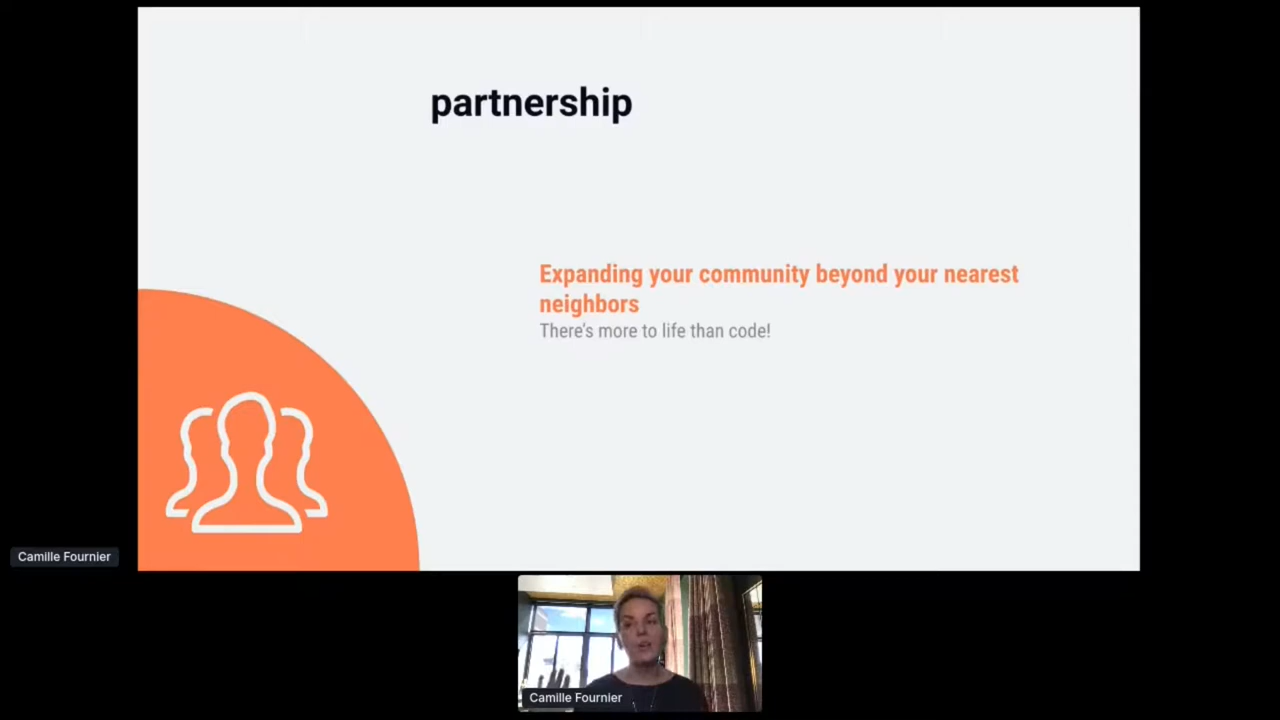 partnership
Expanding your community beyond your nearest
neighbors
There's more to life than code!
Camille Fournier
Camille Fournier